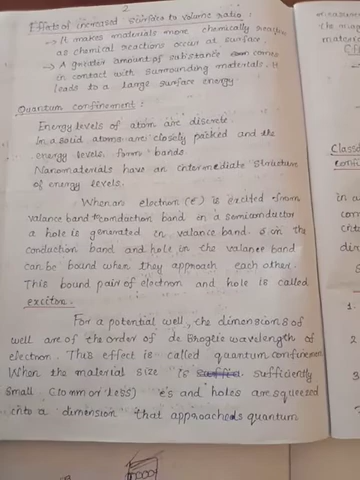 2
Effects of increased surface to volume ratio :
→ It makes materials more chemically reactive
as chemical reactions occur at surface.
→ A greater amount of substance comes
in contact with surrounding materials. It
leads to a large surface energy.
Quantum confinement :
Energy levels of atom are discrete.
In a solid atoms are closely packed and the
energy levels form bands.
Nanomaterials have an intermediate structure
of energy levels.
When an electron (e⁻) is excited from
valance band to conduction band in a semiconductor
a hole is generated in valance band. e⁻ in the
conduction band and hole in the valance band
can be bound when they approach each other.
This bound pair of electron and hole is called
exciton.
For a potential well, the dimensions of
well are of the order of de Broglie wavelength of
electron. This effect is called quantum confinement
When the material size is sufficiently
small (10nm or less) e⁻s and holes are squeezed
into a dimension that approaches quantum
1.
2
3